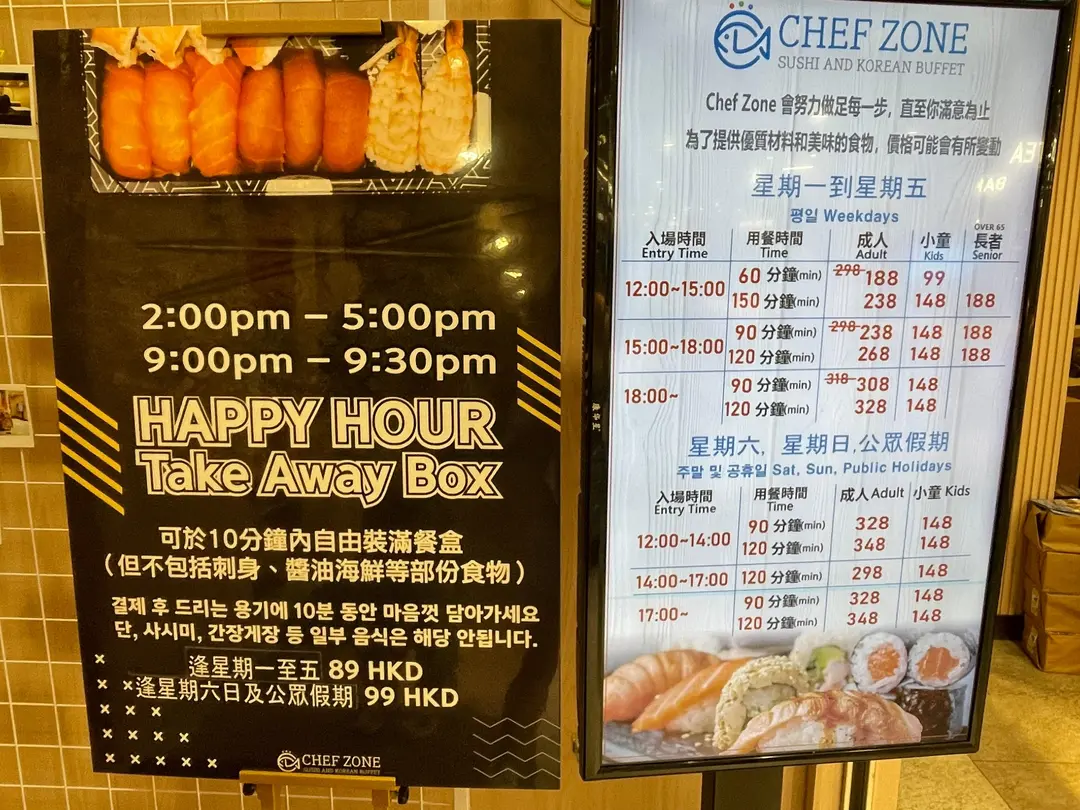 2:00pm – 5:00pm
9:00pm – 9:30pm
HAPPY HOUR
Take Away Box
可於10分鐘內自由裝滿餐盒
（但不包括刺身、醬油海鮮等部份食物）
결제 후 드리는 용기에 10분 동안 마음껏 담아가세요
단, 사시미, 간장게장 등 일부 음식은 해당 안됩니다.
逢星期一至五 89 HKD
逢星期六日及公眾假期 99 HKD
CHEF ZONE
SUSHI AND KOREAN BUFFET
CHEF ZONE
SUSHI AND KOREAN BUFFET
Chef Zone 會努力做足每一步，直至你滿意為止
為了提供優質材料和美味的食物，價格可能會有所變動
星期一到星期五
평일 Weekdays
OVER 65
入場時間 用餐時間 成人 小童 長者
Entry Time Time Adult Kids Senior
12:00~15:00 60 分鐘(min) 298 188 99
150 分鐘(min) 238 148 188
15:00~18:00 90 分鐘(min) 298 238 148 188
120 分鐘(min) 268 148 188
18:00~ 90 分鐘(min) 318 308 148
120 分鐘(min) 328 148
星期六, 星期日,公眾假期
주말 및 공휴일 Sat, Sun, Public Holidays
入場時間 用餐時間 成人 Adult 小童 Kids
Entry Time Time
12:00~14:00 90 分鐘(min) 328 148
120 分鐘(min) 348 148
14:00~17:00 120 分鐘(min) 298 148
17:00~ 90 分鐘(min) 328 148
120 分鐘(min) 348 148